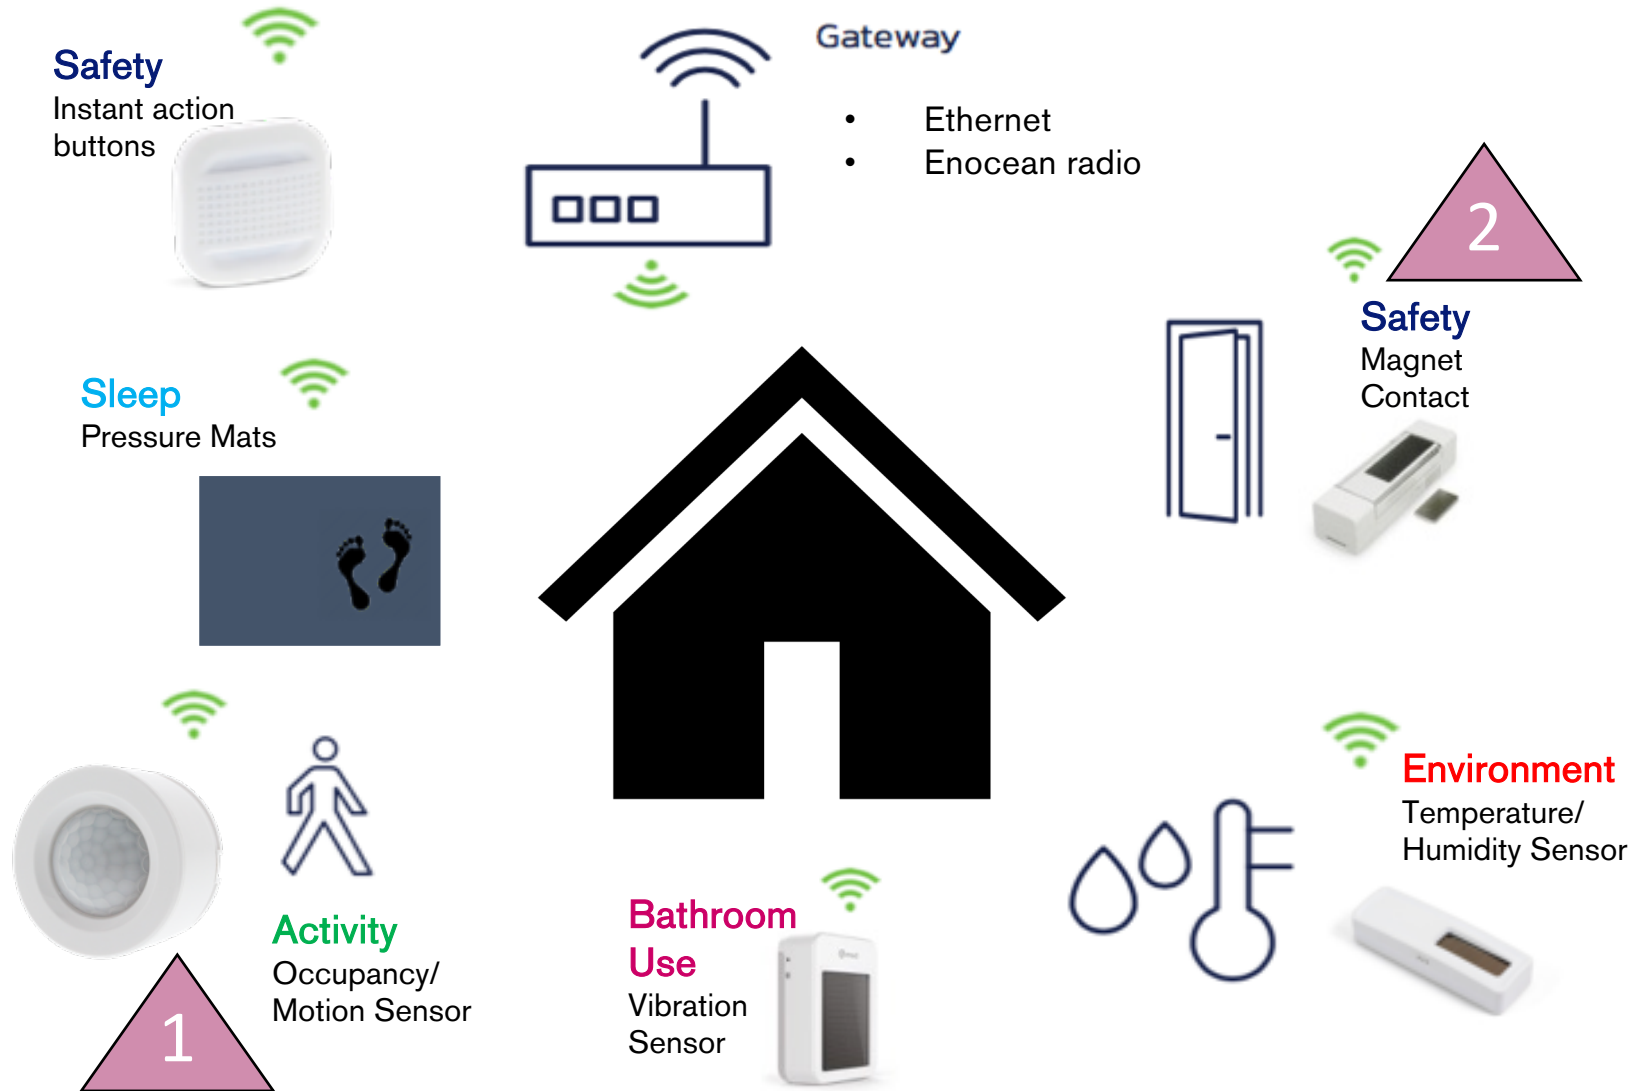 Safety
Instant action
buttons
Gateway
• Ethernet
• Enocean radio
2
Safety
Magnet
Contact
Sleep
Pressure Mats
Environment
Temperature/
Humidity Sensor
Activity
Occupancy/
Motion Sensor
1
Bathroom
Use
Vibration
Sensor